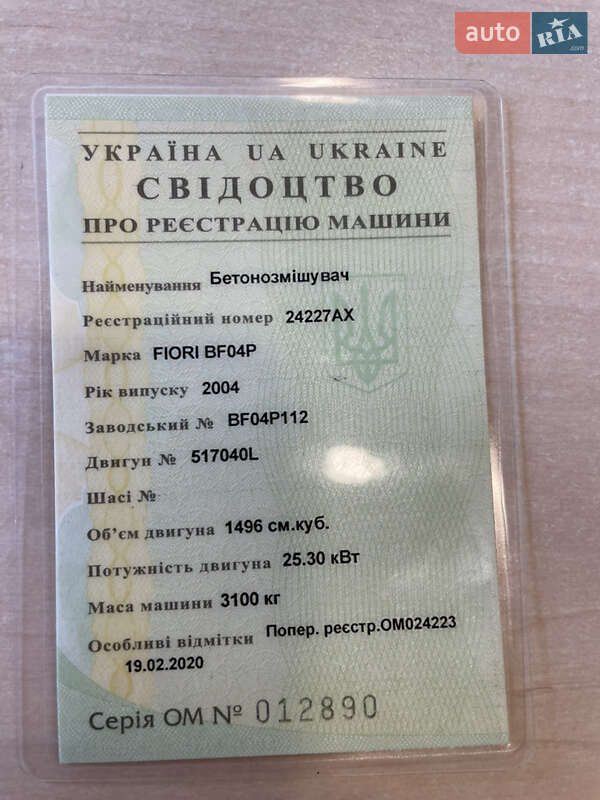 auto RIA.com
УКРАЇНА UA UKRAINE
СВІДОЦТВО
ПРО РЕЄСТРАЦІЮ МАШИНИ
Найменування Бетонозмішувач
Реєстраційний номер 24227АХ
Марка FIORI BF04P
Рік випуску 2004
Заводський № BF04P112
Двигун № 517040L
Шасі №
Об'єм двигуна 1496 см.куб.
Потужність двигуна 25.30 кВт
Маса машини 3100 кг
Особливі відмітки Попер. реєстр.ОМ024223
19.02.2020
Серія ОМ № 012890